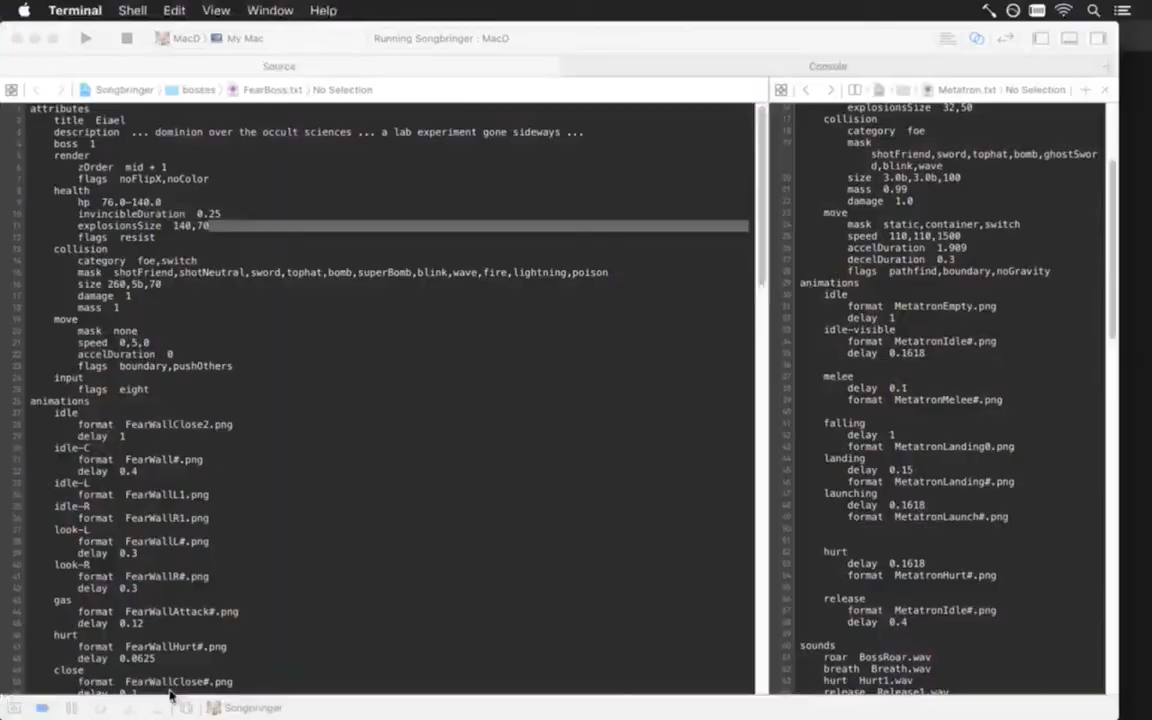 Terminal Shell Edit View Window Help
MacD My Mac Running Songbringer : MacD
Source Console
Songbringer bosses FearBoss.txt No Selection
Metatron.txt No Selection
attributes
title Eiael
description ... dominion over the occult sciences ... a lab experiment gone sideways ...
boss 1
render
zOrder mid + 1
flags noFlipX,noColor
health
hp 76.0-140.0
invincibleDuration 0.25
explosionsSize 140,70
flags resist
collision
category foe,switch
mask shotFriend,shotNeutral,sword,tophat,bomb,superBomb,blink,wave,fire,lightning,poison
size 260,5b,70
damage 1
mass 1
move
mask none
speed 0,5,0
accelDuration 0
flags boundary,pushOthers
input
flags eight
animations
idle
format FearWallClose2.png
delay 1
idle-C
format FearWall#.png
delay 0.4
idle-L
format FearWallL1.png
idle-R
format FearWallR1.png
look-L
format FearWallL#.png
delay 0.3
look-R
format FearWallR#.png
delay 0.3
gas
format FearWallAttack#.png
delay 0.12
hurt
format FearWallHurt#.png
delay 0.0625
close
format FearWallClose#.png
delay 0.1
explosionsSize 32,50
collision
category foe
mask
shotFriend,sword,tophat,bomb,ghostSwor
d,blink,wave
size 3.0b,3.0b,100
mass 0.99
damage 1.0
move
mask static,container,switch
speed 110,110,1500
accelDuration 1.909
decelDuration 0.3
flags pathfind,boundary,noGravity
animations
idle
format MetatronEmpty.png
delay 1
idle-visible
format MetatronIdle#.png
delay 0.1618
melee
delay 0.1
format MetatronMelee#.png
falling
delay 1
format MetatronLanding0.png
landing
delay 0.15
format MetatronLanding#.png
launching
delay 0.1618
format MetatronLaunch#.png
hurt
delay 0.1618
format MetatronHurt#.png
release
format MetatronIdle#.png
delay 0.4
sounds
roar BossRoar.wav
breath Breath.wav
hurt Hurt1.wav
release Release1.wav
Songbringer